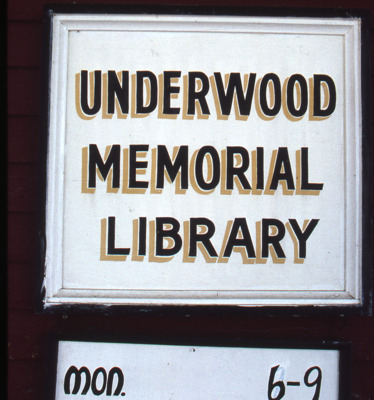 UNDERWOOD
MEMORIAL
LIBRARY
MON. 6-9